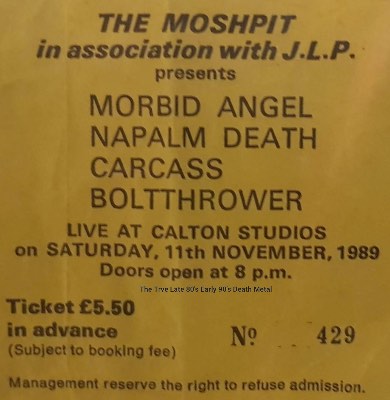 THE MOSHPIT
in association with J.L.P.
presents
MORBID ANGEL
NAPALM DEATH
CARCASS
BOLTTHROWER
LIVE AT CALTON STUDIOS
on SATURDAY, 11th NOVEMBER, 1989
Doors open at 8 p.m.
The Trve Late 80's Early 90's Death Metal
Ticket £5.50
in advance
(Subject to booking fee)
Nº 429
Management reserve the right to refuse admission.